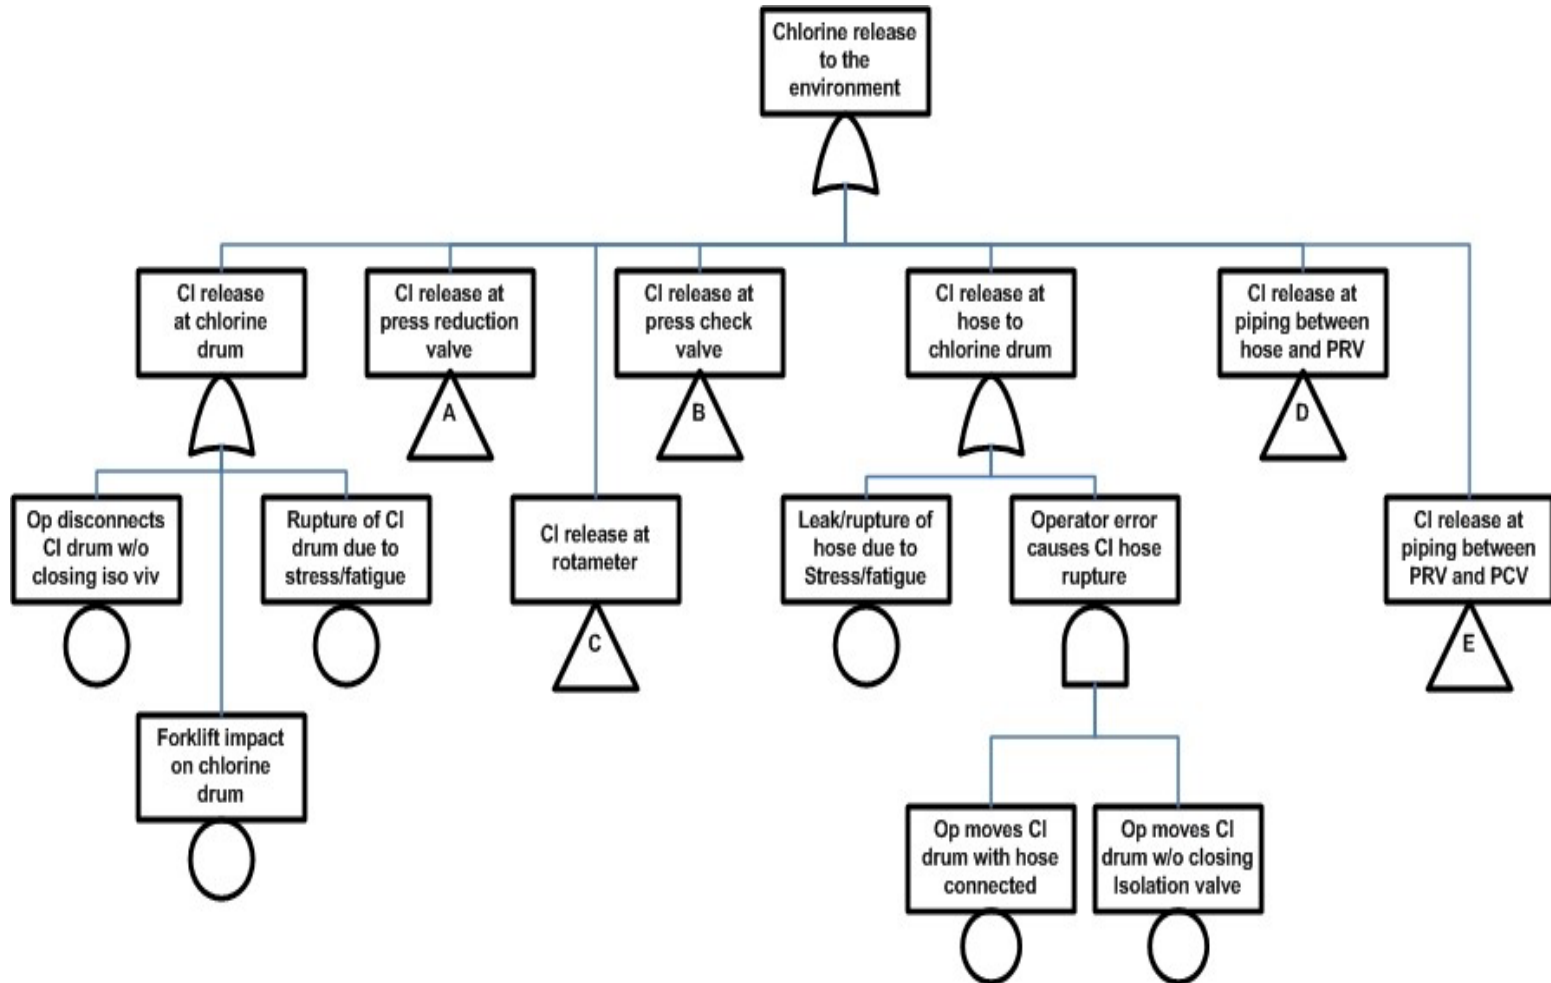 Chlorine release
to the
environment
Cl release
at chlorine
drum
Cl release at
press reduction
valve
A
Cl release at
press check
valve
B
Cl release at
hose to
chlorine drum
Cl release at
piping between
hose and PRV
D
Op disconnects
Cl drum w/o
closing iso viv
Rupture of Cl
drum due to
stress/fatigue
Cl release at
rotameter
C
Leak/rupture of
hose due to
Stress/fatigue
Operator error
causes Cl hose
rupture
Cl release at
piping between
PRV and PCV
E
Forklift impact
on chlorine
drum
Op moves Cl
drum with hose
connected
Op moves Cl
drum w/o closing
Isolation valve